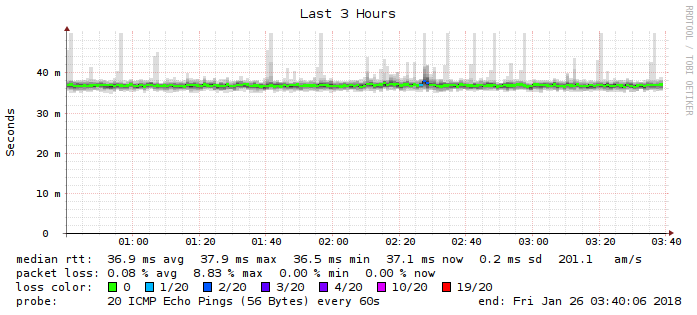 Last 3 Hours
RRDTOOL / TOBI OETIKER
Seconds
40 m
30 m
20 m
10 m
0
01:00 01:20 01:40 02:00 02:20 02:40 03:00 03:20 03:40
median rtt: 36.9 ms avg 37.9 ms max 36.5 ms min 37.1 ms now 0.2 ms sd 201.1 am/s
packet loss: 0.08 % avg 8.83 % max 0.00 % min 0.00 % now
loss color: 0 1/20 2/20 3/20 4/20 10/20 19/20
probe: 20 ICMP Echo Pings (56 Bytes) every 60s end: Fri Jan 26 03:40:06 2018